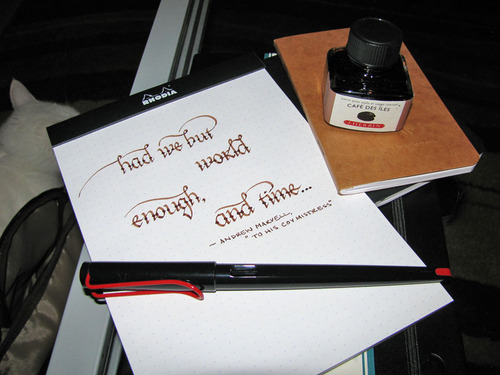 RHODIA
had we but
world
enough,
and time...
— ANDREW MARVELL,
"TO HIS COY MISTRESS"
CAFÉ DES ÎLES
J. HERBIN